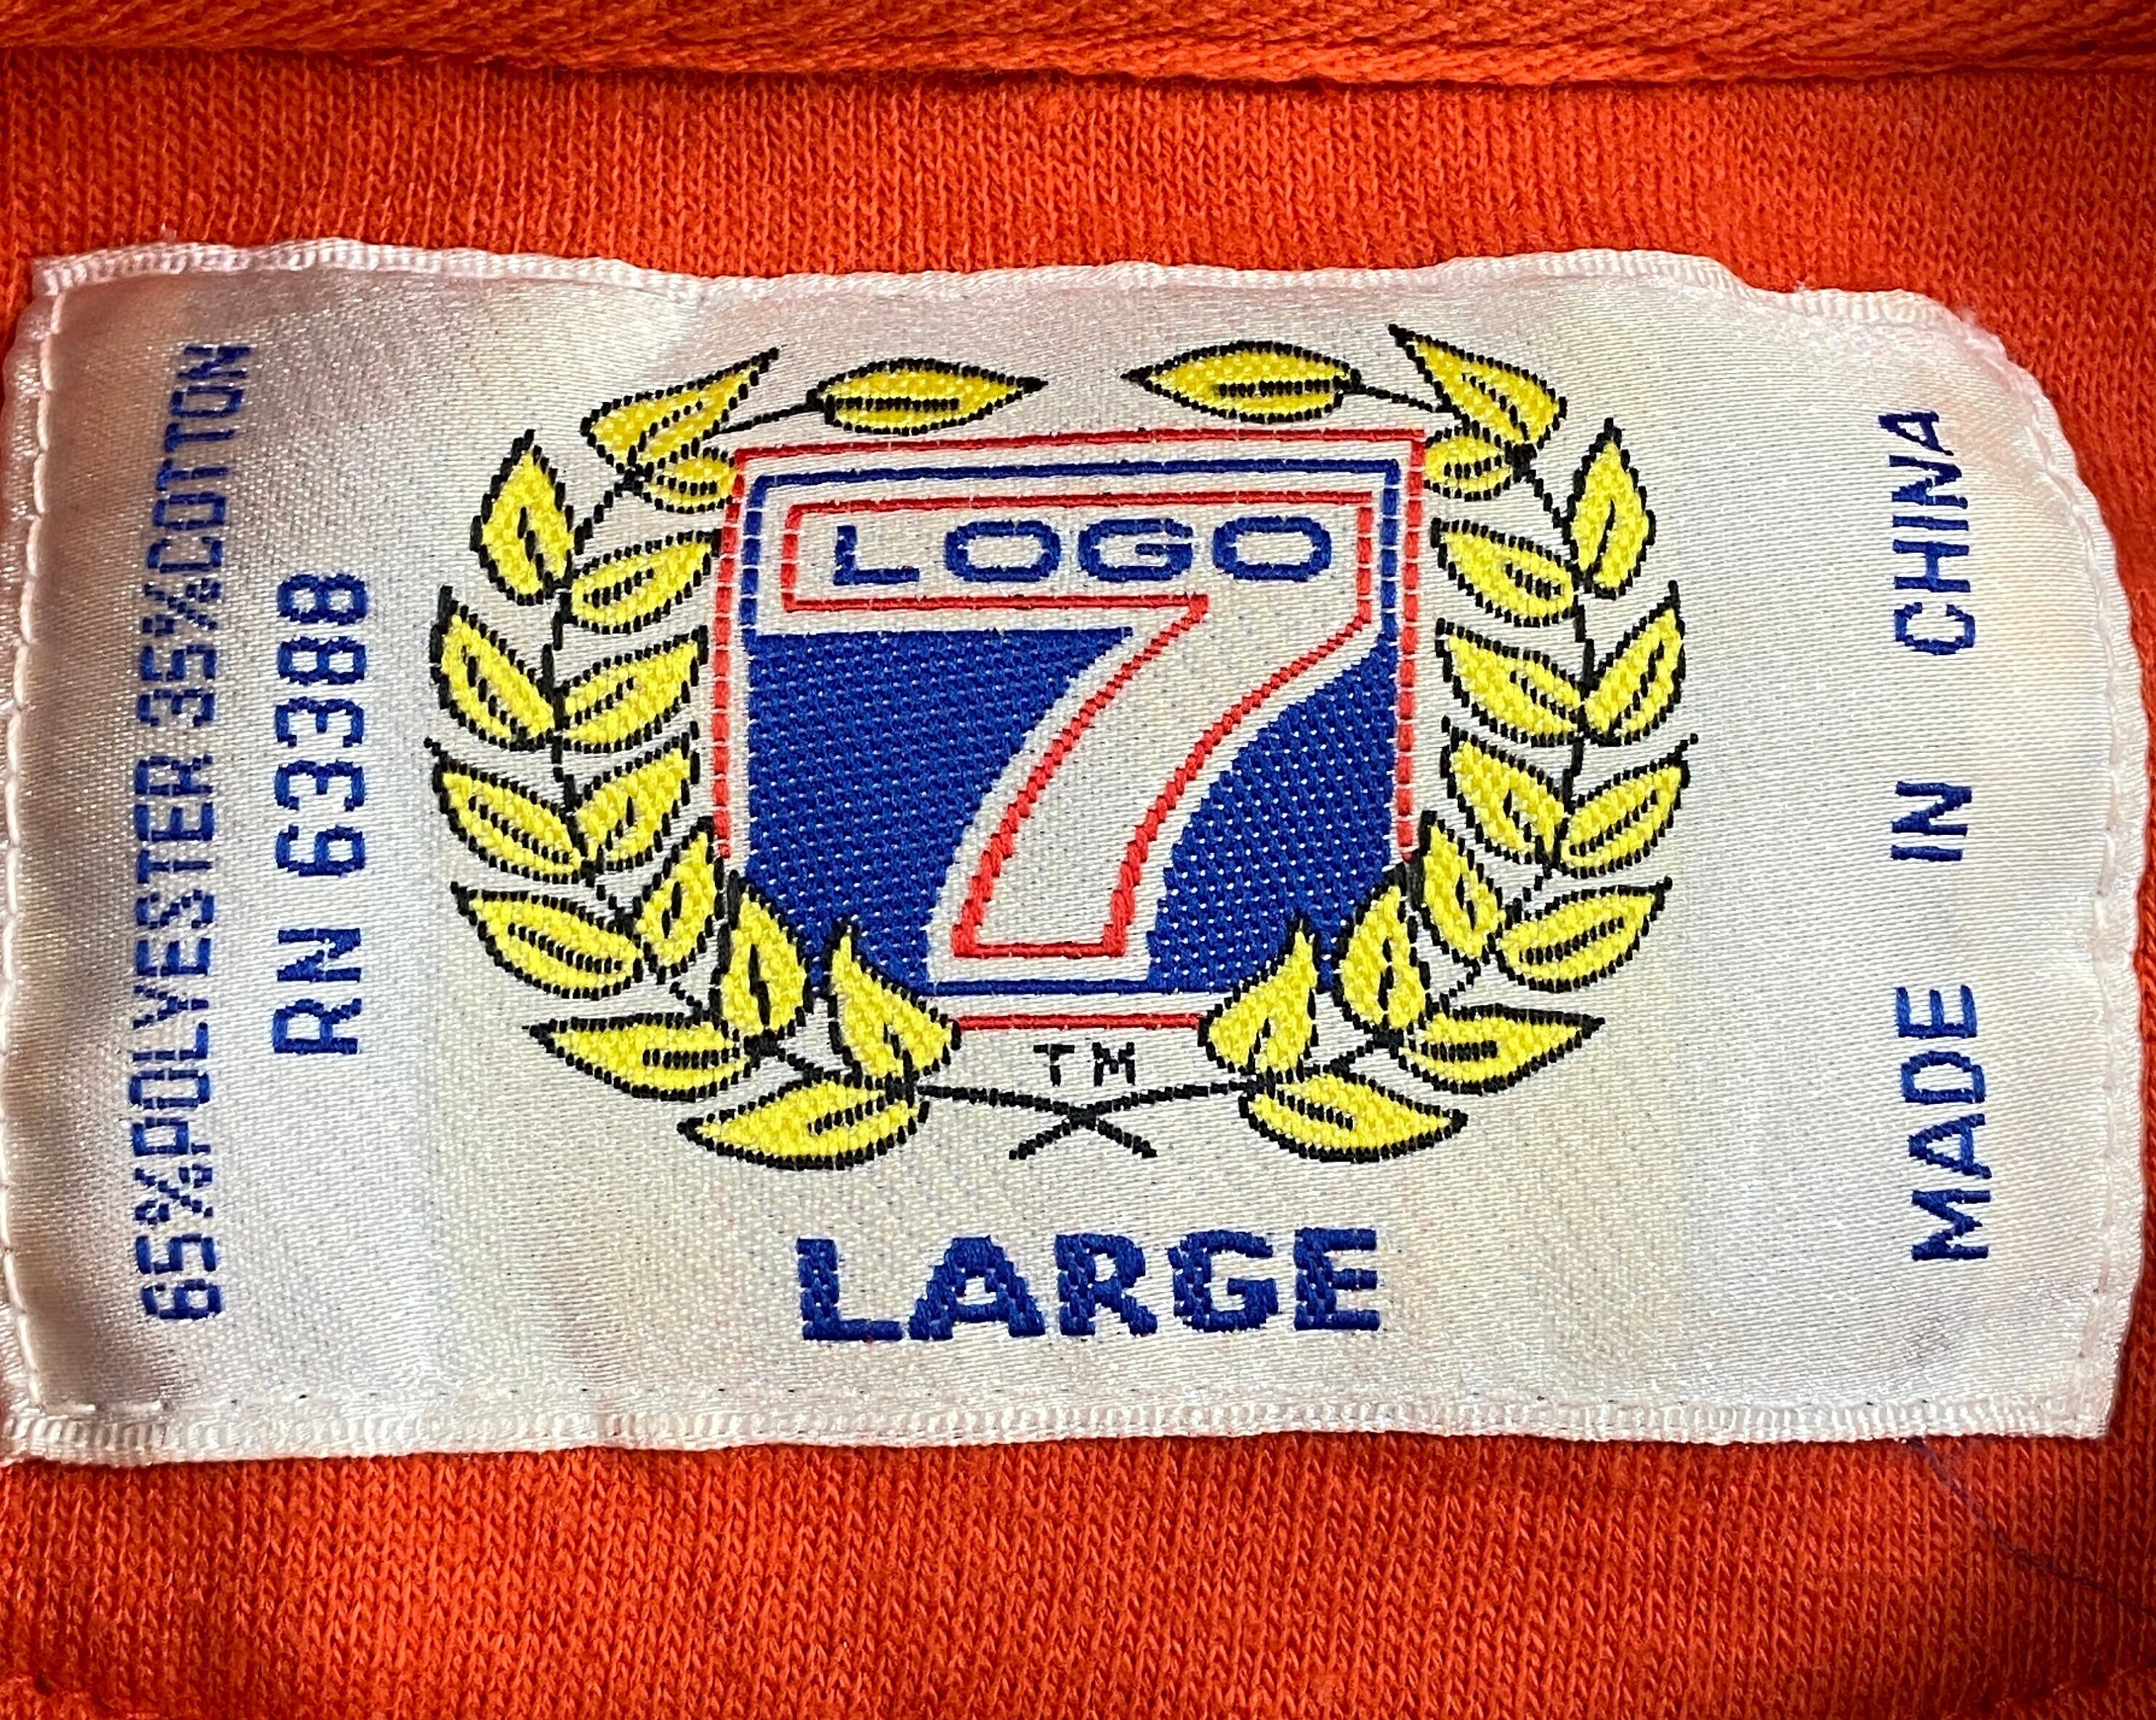 65% POLYESTER 35% COTTON
RN 63388
LOGO
7
TM
LARGE
MADE IN CHINA